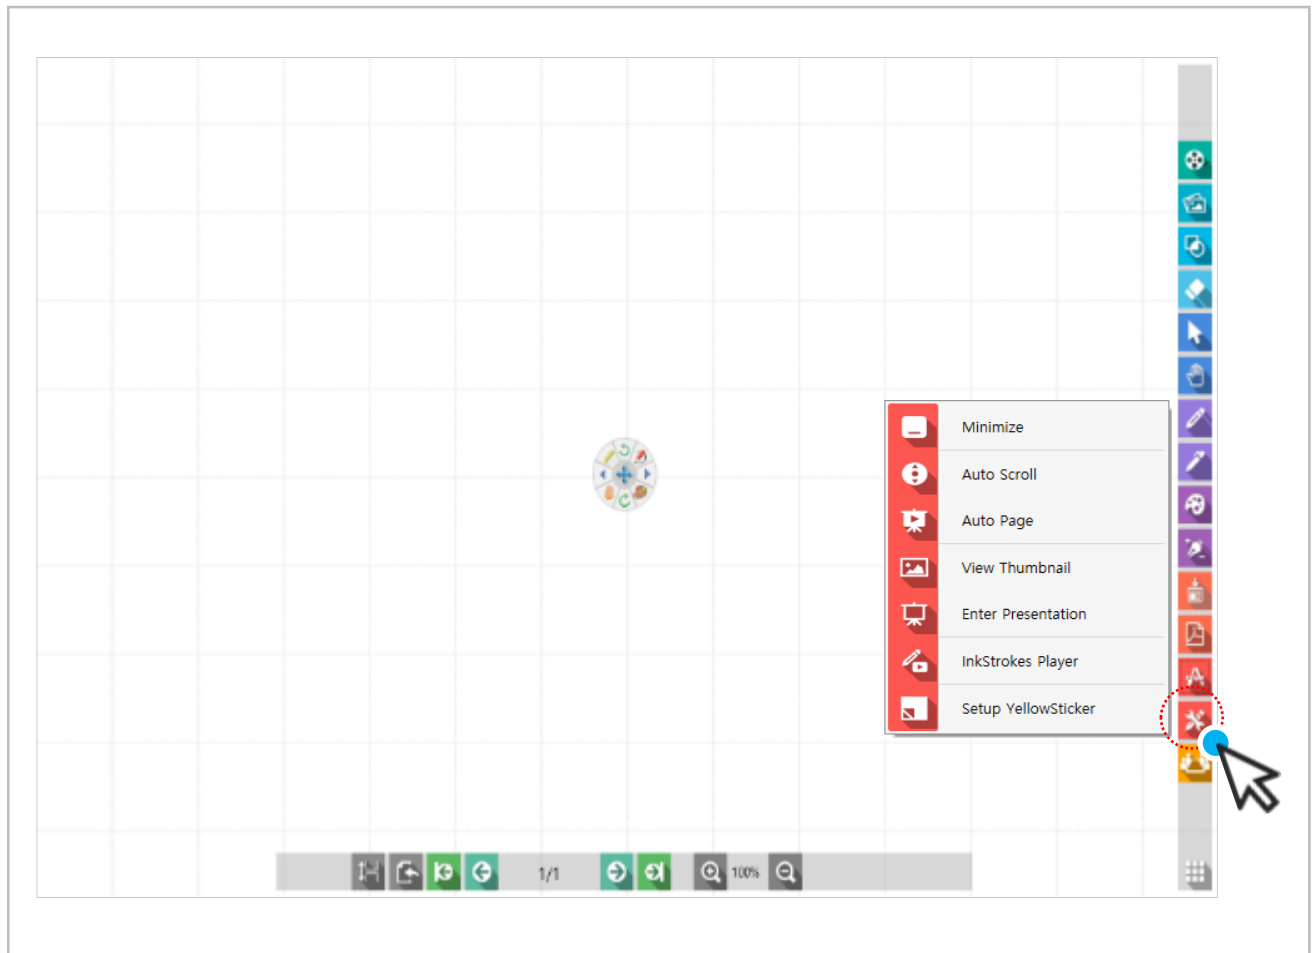 Minimize
Auto Scroll
Auto Page
View Thumbnail
Enter Presentation
InkStrokes Player
Setup YellowSticker
1/1
100%